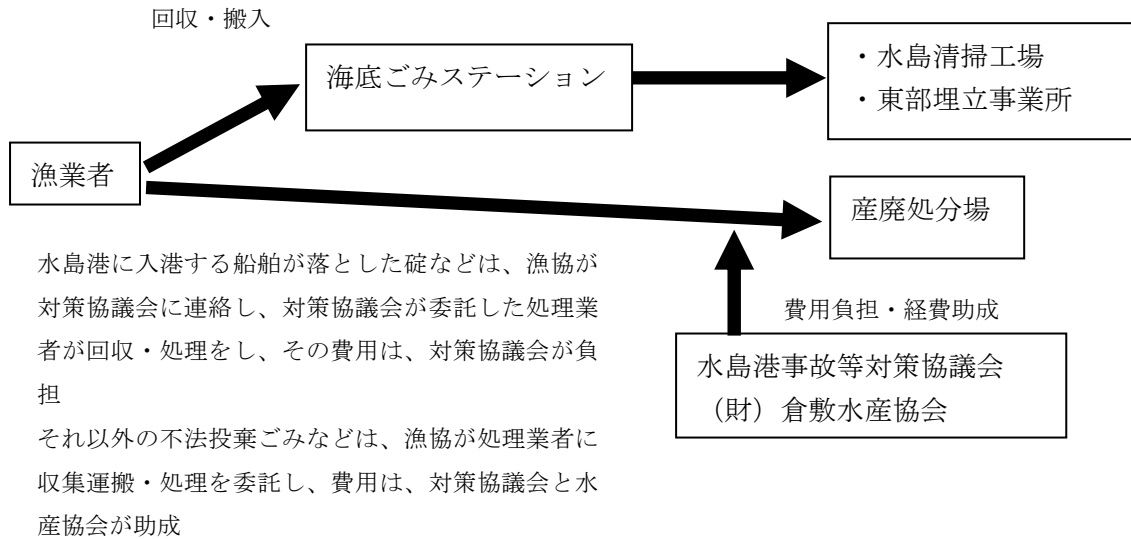 回収・搬入
海底ごみステーション
・水島清掃工場
・東部埋立事業所
漁業者
産廃処分場
水島港に入港する船舶が落とした碇などは、漁協が
対策協議会に連絡し、対策協議会が委託した処理業
者が回収・処理をし、その費用は、対策協議会が負
担
それ以外の不法投棄ごみなどは、漁協が処理業者に
収集運搬・処理を委託し、費用は、対策協議会と水
産協会が助成
費用負担・経費助成
水島港事故等対策協議会
（財）倉敷水産協会